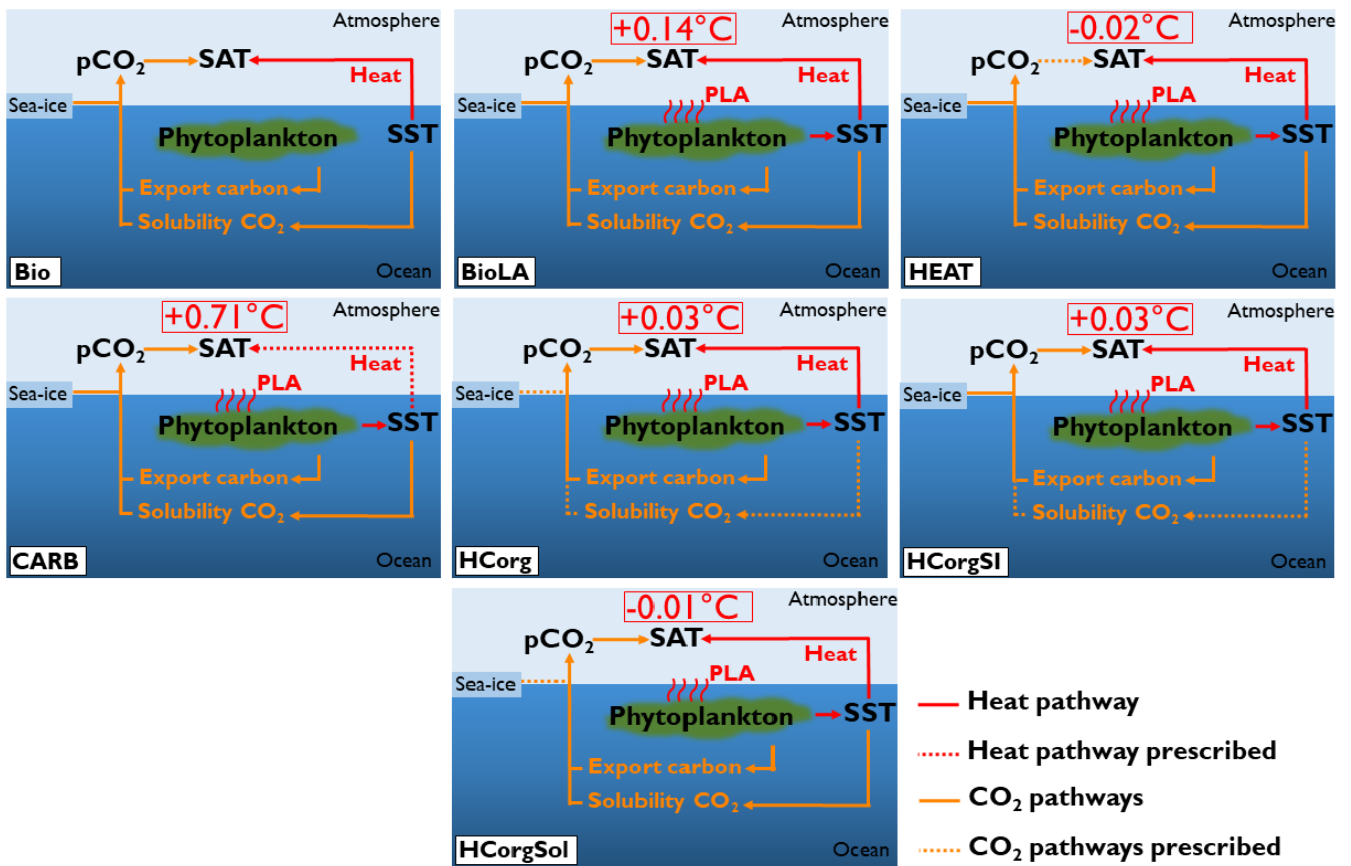 Atmosphere
pCO₂
SAT
Heat
Sea-ice
Phytoplankton
SST
Export carbon
Solubility CO₂
Ocean
Bio
+0.14°C
Atmosphere
pCO₂
SAT
Heat
PLA
Sea-ice
Phytoplankton
SST
Export carbon
Solubility CO₂
Ocean
BioLA
-0.02°C
Atmosphere
pCO₂
SAT
Heat
PLA
Sea-ice
Phytoplankton
SST
Export carbon
Solubility CO₂
Ocean
HEAT
+0.71°C
Atmosphere
pCO₂
SAT
Heat
PLA
Sea-ice
Phytoplankton
SST
Export carbon
Solubility CO₂
Ocean
CARB
+0.03°C
Atmosphere
pCO₂
SAT
Heat
PLA
Sea-ice
Phytoplankton
SST
Export carbon
Solubility CO₂
Ocean
HCorg
+0.03°C
Atmosphere
pCO₂
SAT
Heat
PLA
Sea-ice
Phytoplankton
SST
Export carbon
Solubility CO₂
Ocean
HCorgSI
-0.01°C
Atmosphere
pCO₂
SAT
Heat
PLA
Sea-ice
Phytoplankton
SST
Export carbon
Solubility CO₂
Ocean
HCorgSol
Heat pathway
Heat pathway prescribed
CO₂ pathways
CO₂ pathways prescribed